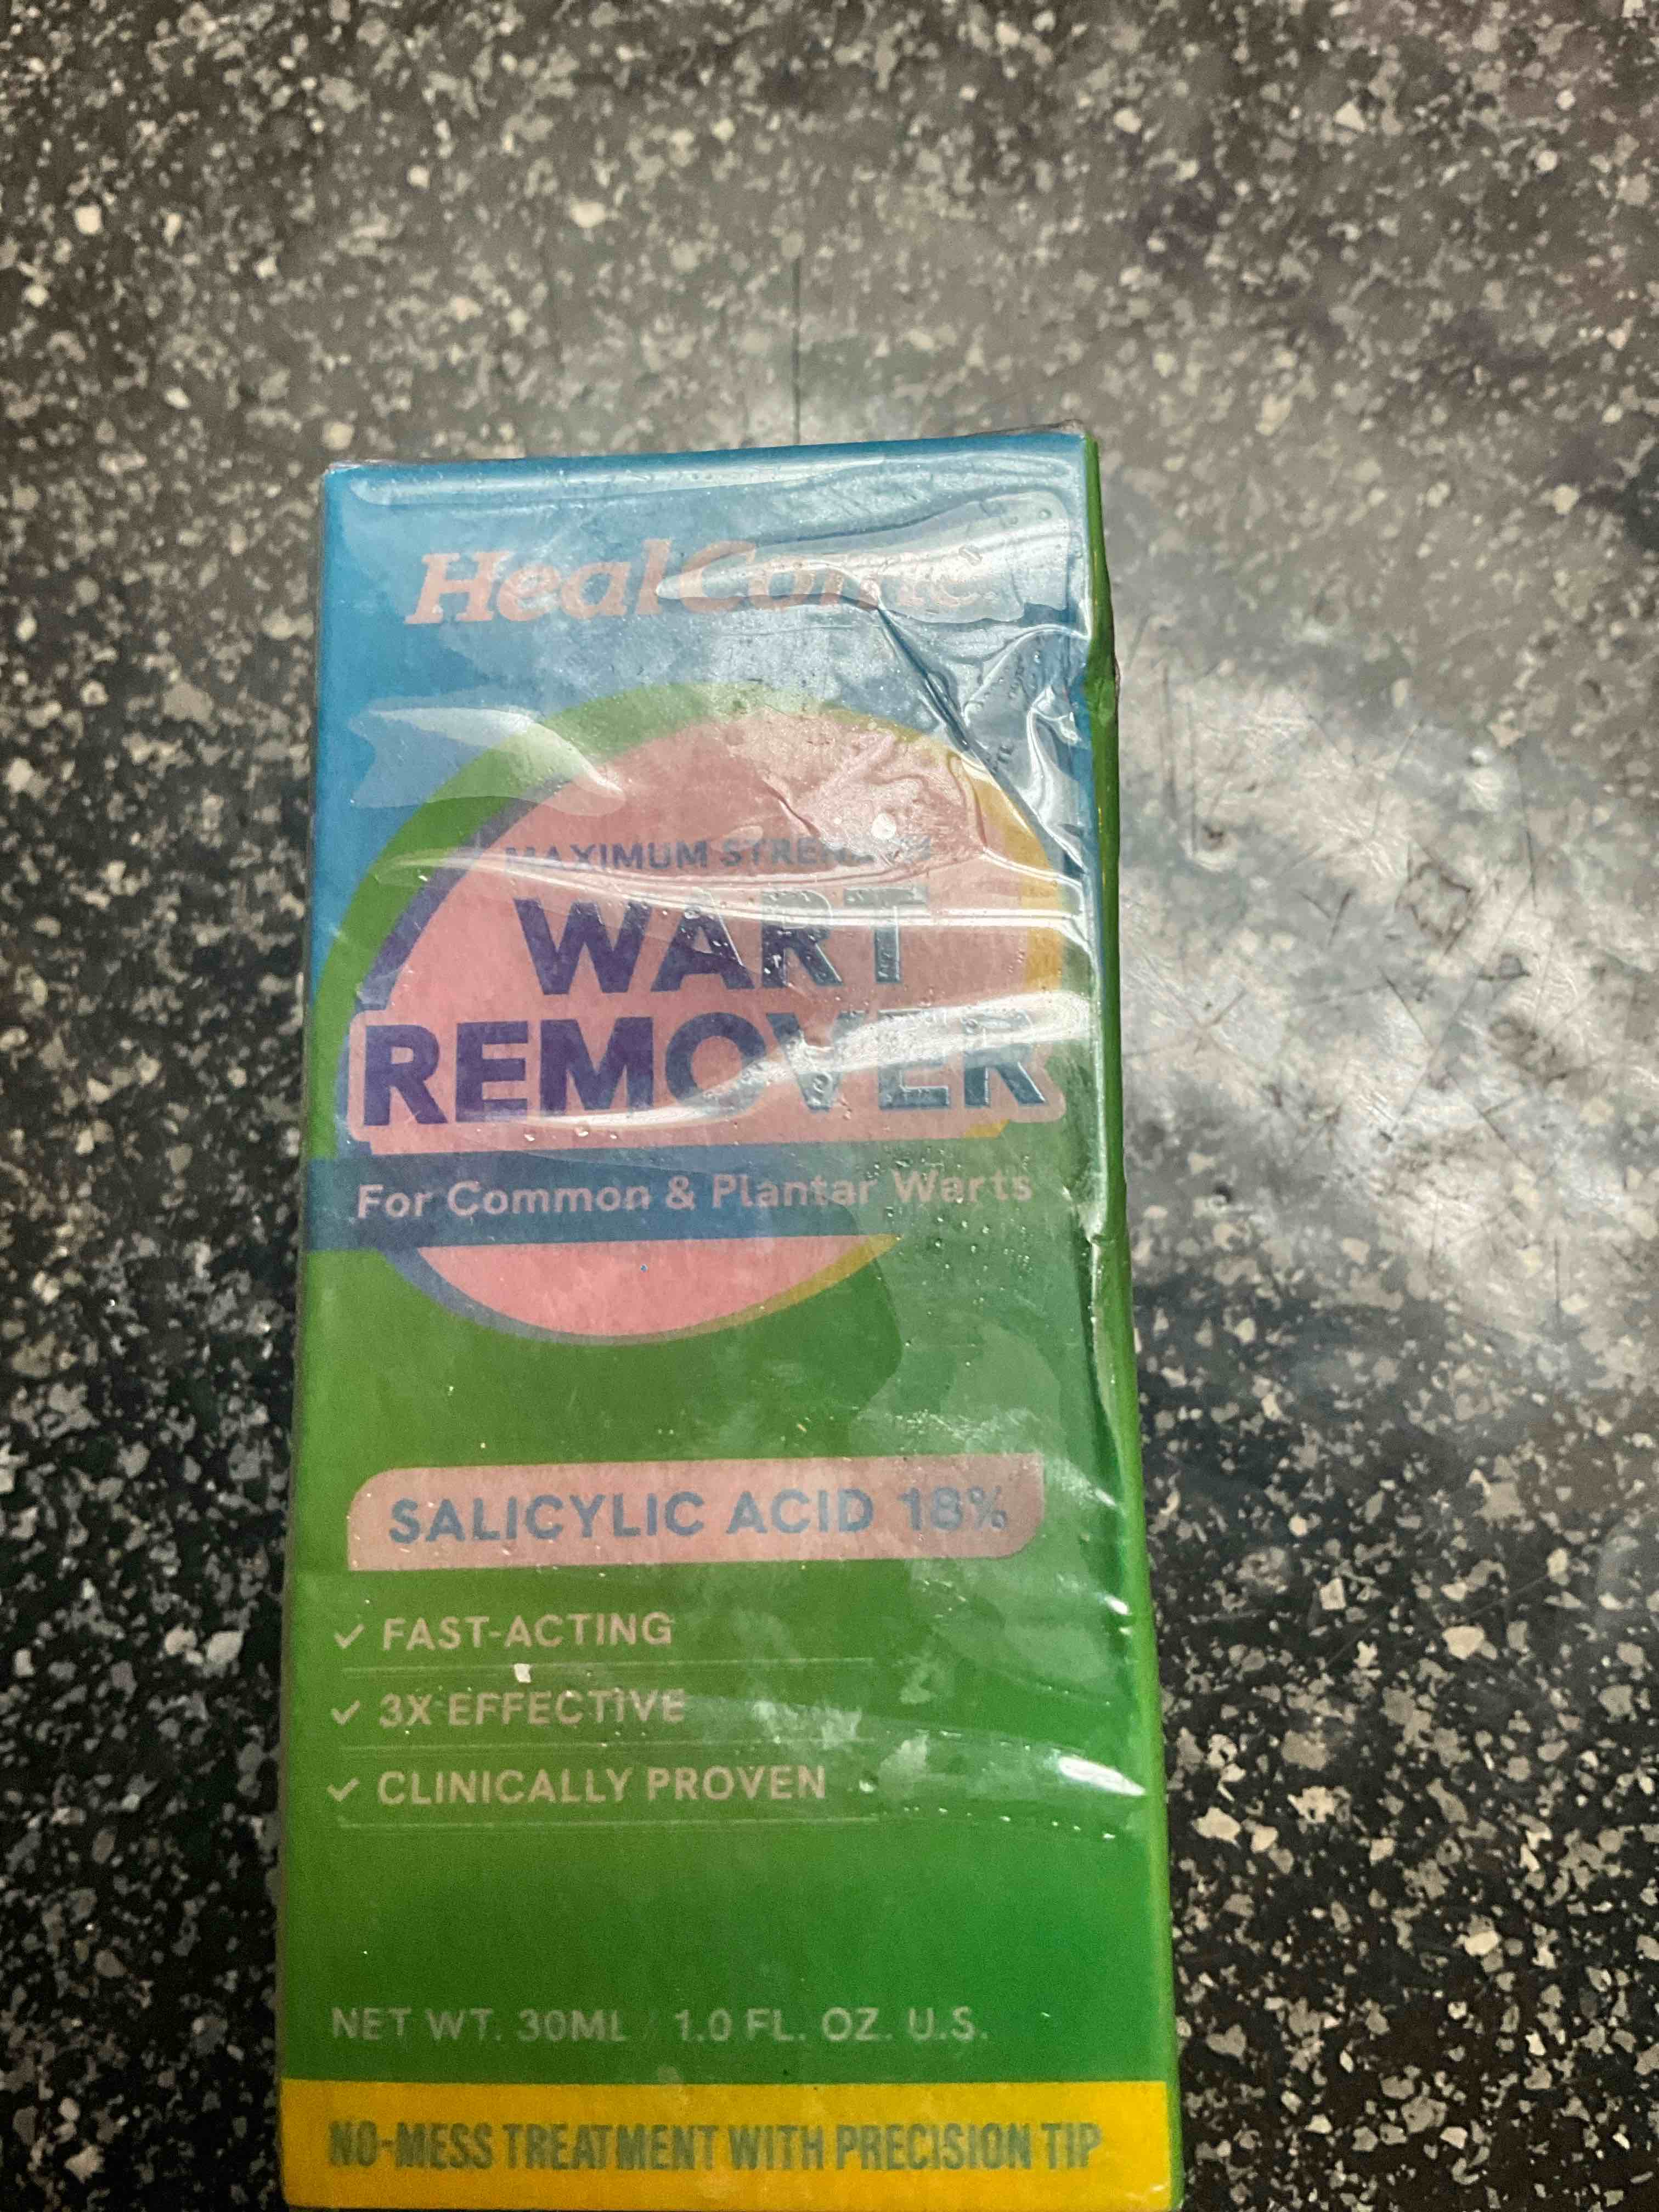 HealCome
MAXIMUM STRENGTH
WART
REMOVER
For Common & Plantar Warts
SALICYLIC ACID 18%
✓ FAST-ACTING
✓ 3X EFFECTIVE
✓ CLINICALLY PROVEN
NET WT. 30ML / 1.0 FL. OZ. U.S.
NO-MESS TREATMENT WITH PRECISION TIP